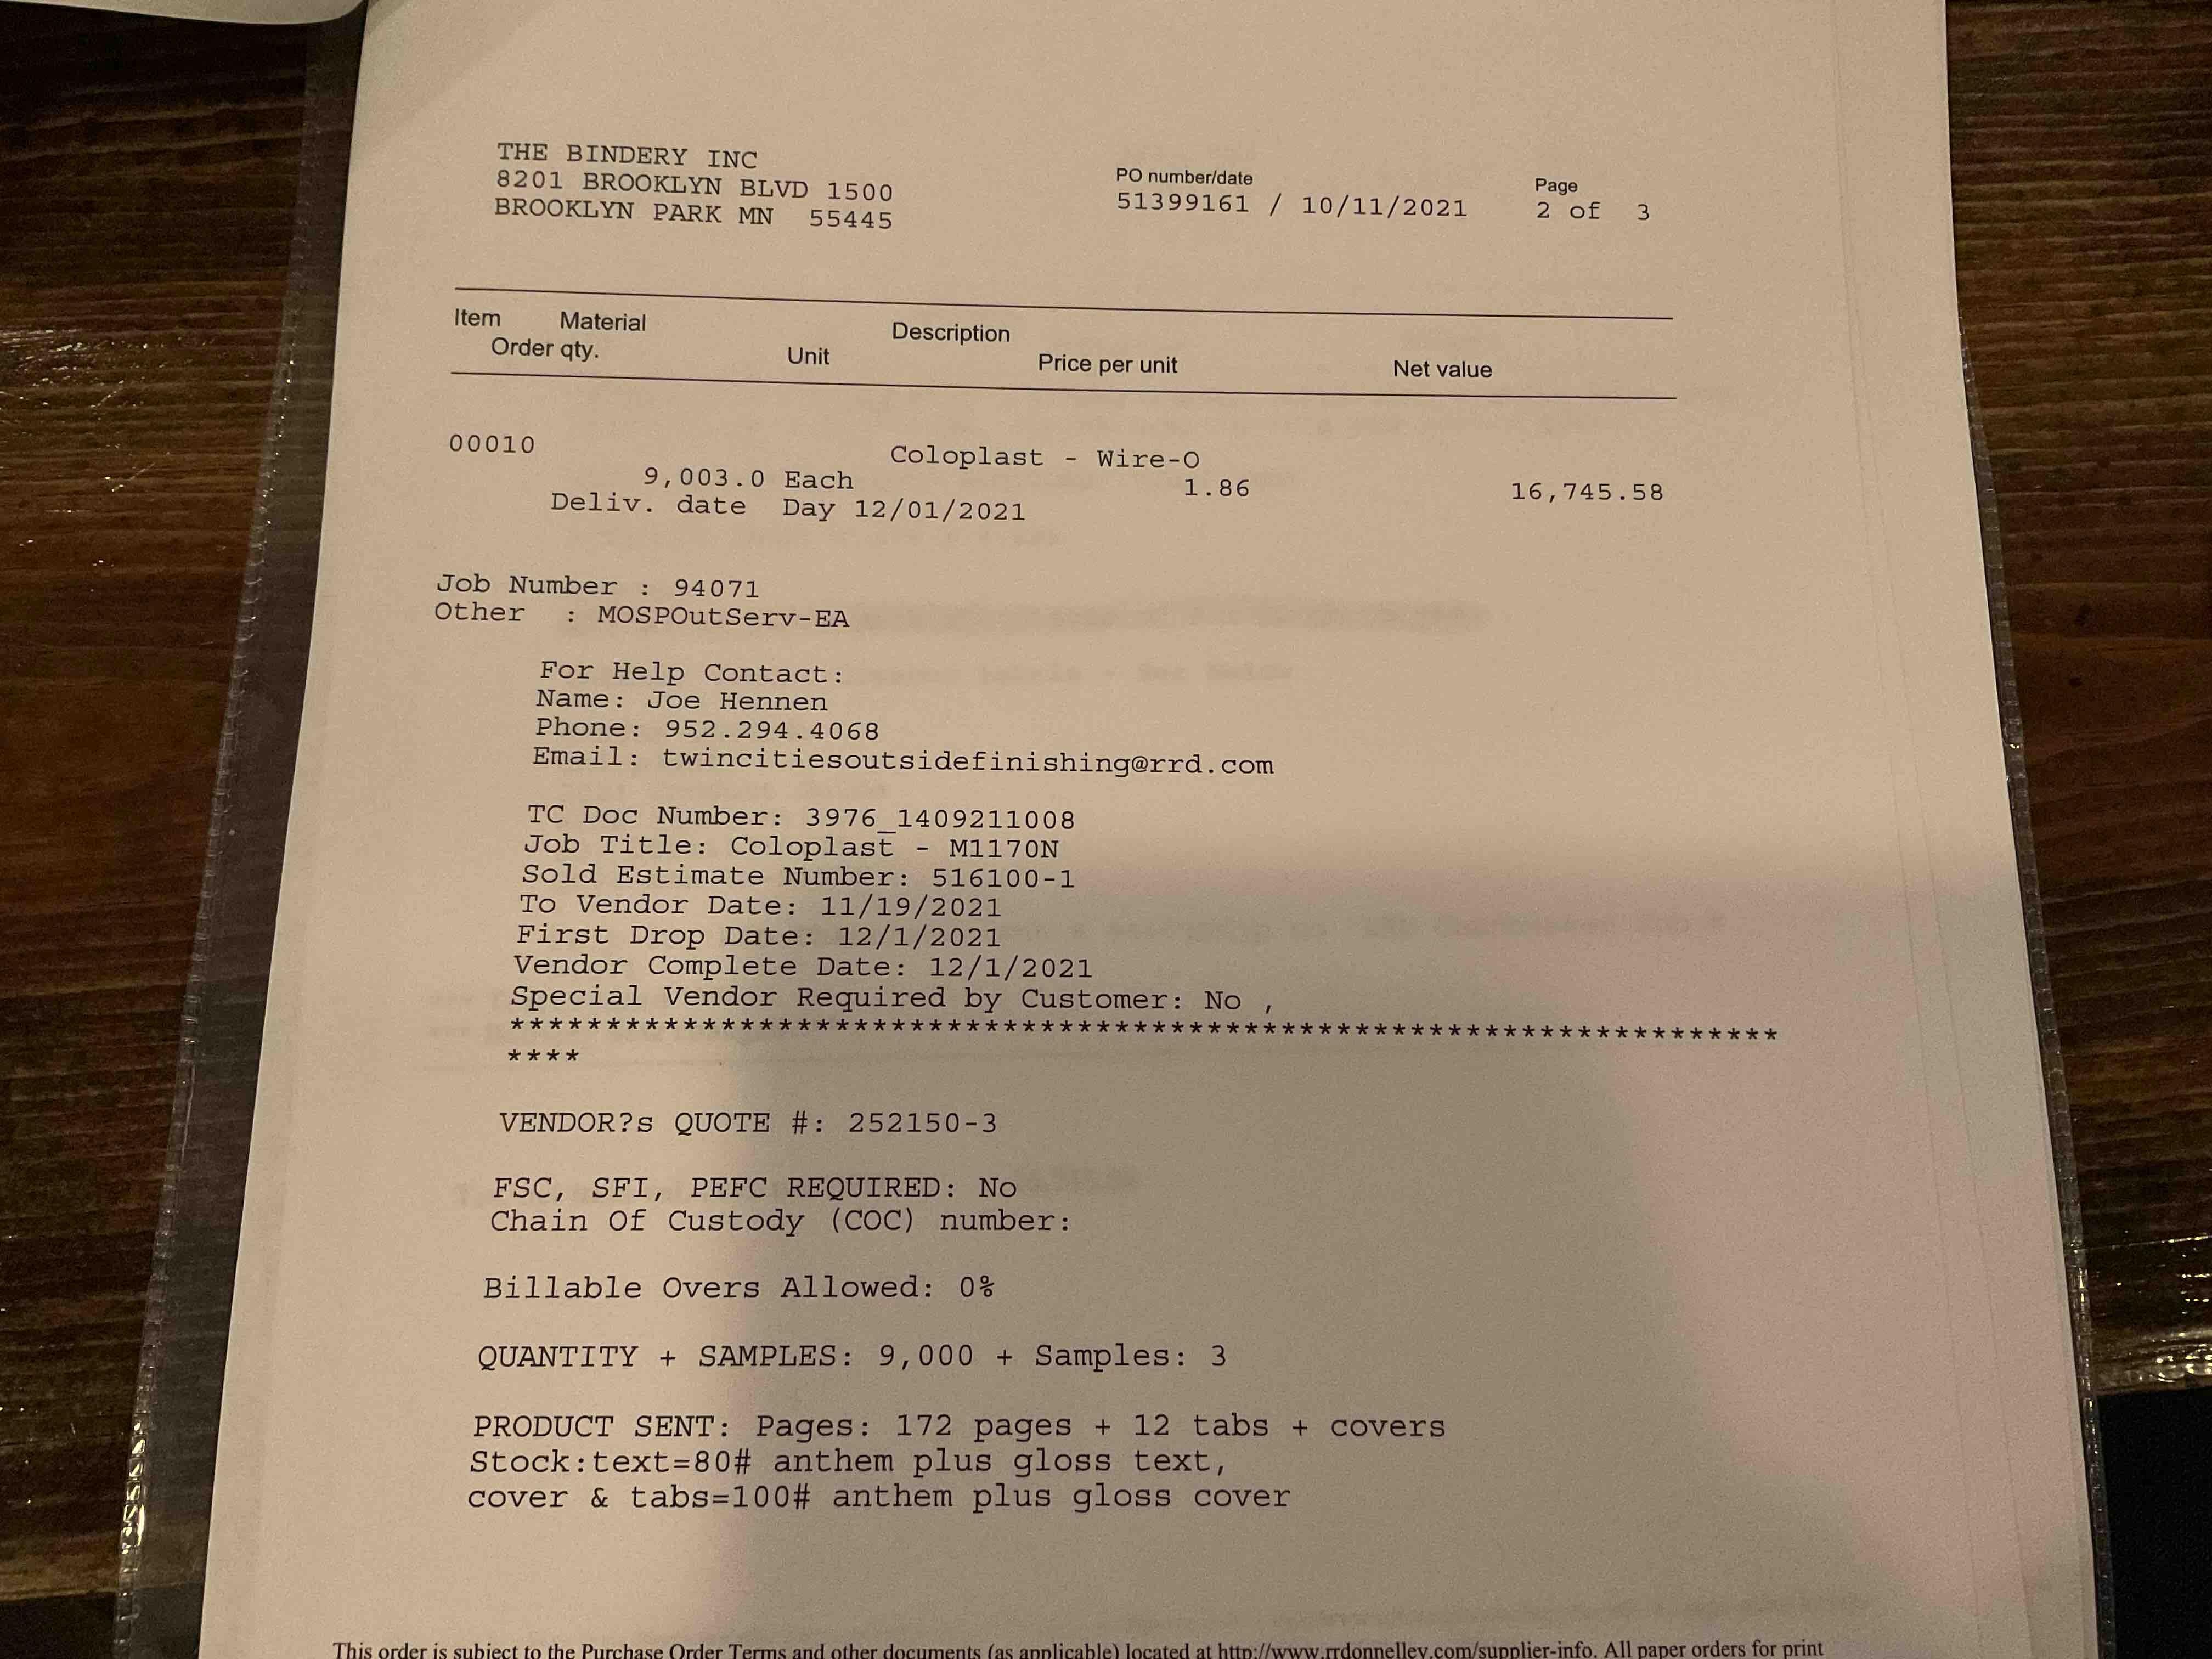 THE BINDERY INC
8201 BROOKLYN BLVD 1500
BROOKLYN PARK MN 55445
PO number/date
51399161 / 10/11/2021
Page
2 of 3
Item Material Description
Order qty. Unit Price per unit Net value
00010 Coloplast - Wire-O
9,003.0 Each 1.86 16,745.58
Deliv. date Day 12/01/2021
Job Number : 94071
Other : MOSPOutServ-EA
For Help Contact:
Name: Joe Hennen
Phone: 952.294.4068
Email: twincitiesoutsidefinishing@rrd.com
TC Doc Number: 3976_1409211008
Job Title: Coloplast - M1170N
Sold Estimate Number: 516100-1
To Vendor Date: 11/19/2021
First Drop Date: 12/1/2021
Vendor Complete Date: 12/1/2021
Special Vendor Required by Customer: No ,
******************************************************************
****
VENDOR?s QUOTE #: 252150-3
FSC, SFI, PEFC REQUIRED: No
Chain Of Custody (COC) number:
Billable Overs Allowed: 0%
QUANTITY + SAMPLES: 9,000 + Samples: 3
PRODUCT SENT: Pages: 172 pages + 12 tabs + covers
Stock:text=80# anthem plus gloss text,
cover & tabs=100# anthem plus gloss cover
This order is subject to the Purchase Order Terms and other documents (as applicable) located at http://www.rrdonnelley.com/supplier-info. All paper orders for print